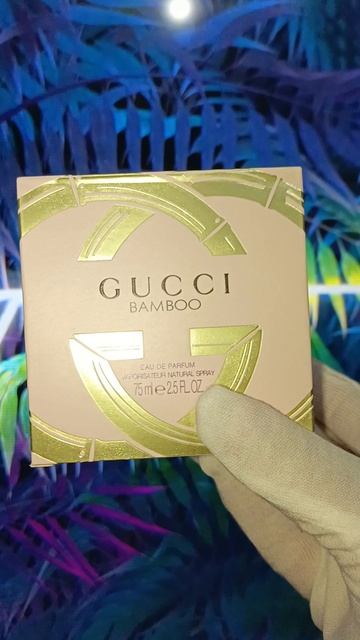 GUCCI
BAMBOO
EAU DE PARFUM
VAPORISATEUR NATURAL SPRAY
75 ml ℮ 2.5 FL.OZ.